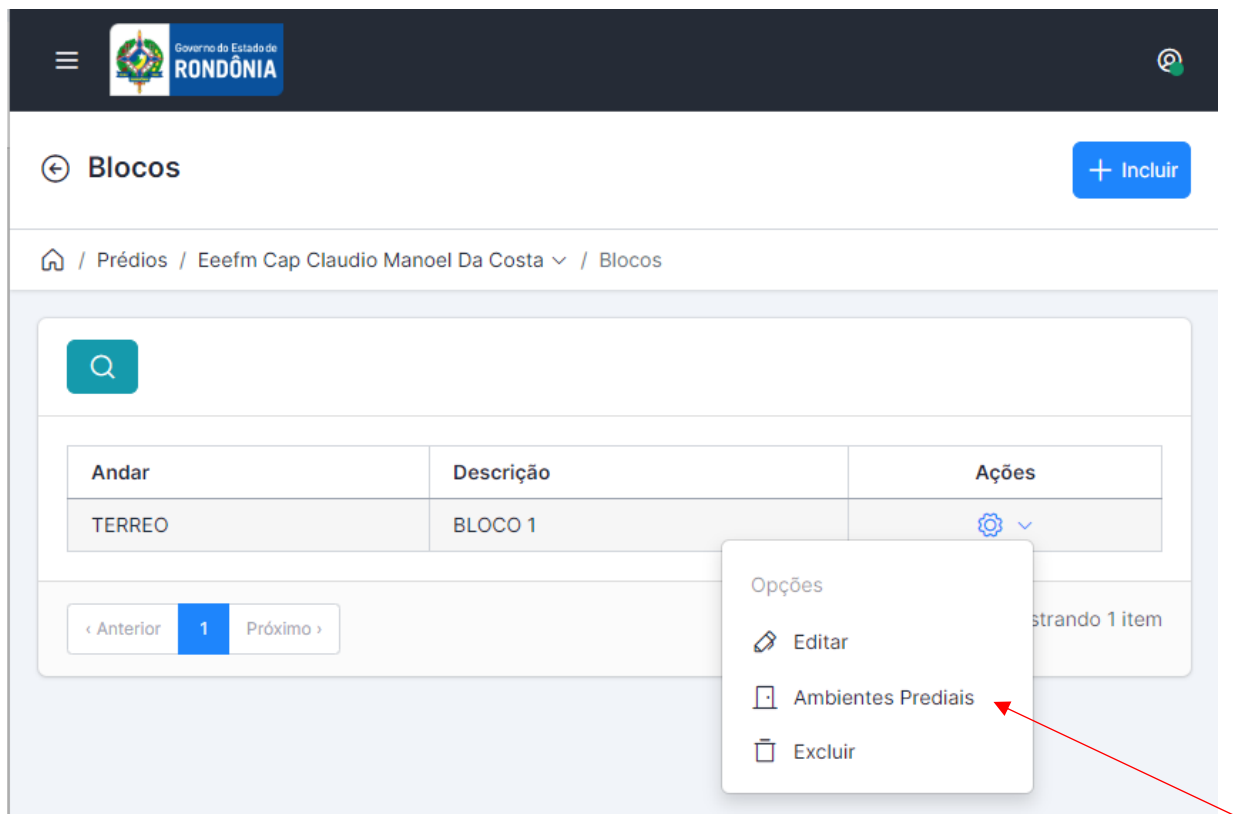 Governo do Estado de
RONDÔNIA
Blocos
Incluir
/ Prédios / Eeefm Cap Claudio Manoel Da Costa / Blocos
Andar Descrição Ações
TERREO BLOCO 1
Opções
‹ Anterior 1 Próximo › strando 1 item
Editar
Ambientes Prediais
Excluir